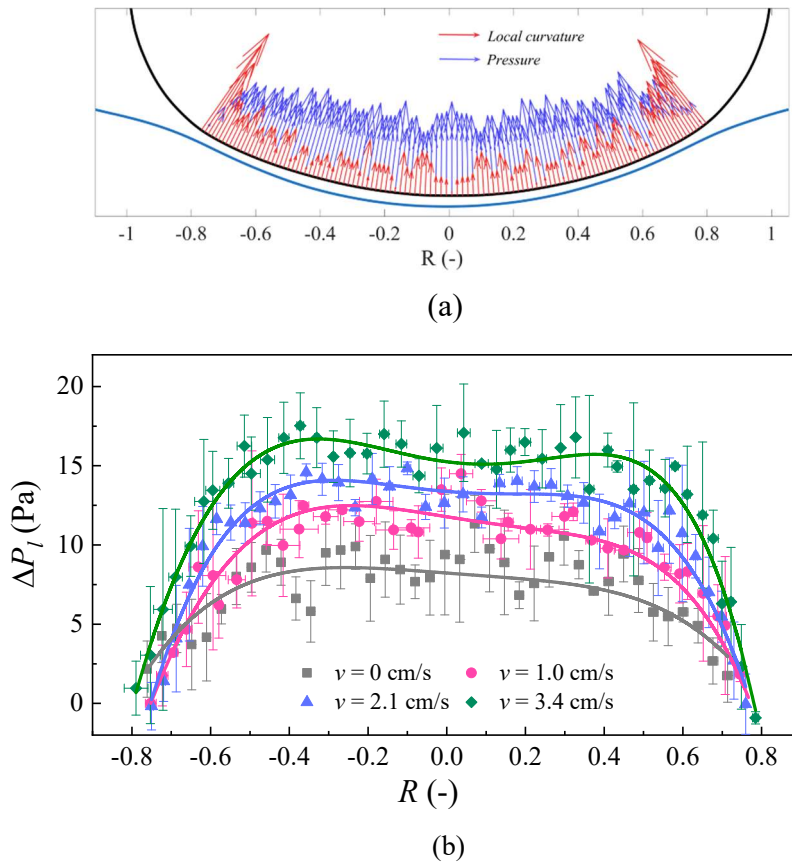 Local curvature
Pressure
-1 -0.8 -0.6 -0.4 -0.2 0 0.2 0.4 0.6 0.8 1
R (-)
(a)
20
15
10
5
0
ΔPₗ (Pa)
v = 0 cm/s v = 1.0 cm/s
v = 2.1 cm/s v = 3.4 cm/s
-0.8 -0.6 -0.4 -0.2 0.0 0.2 0.4 0.6 0.8
R (-)
(b)